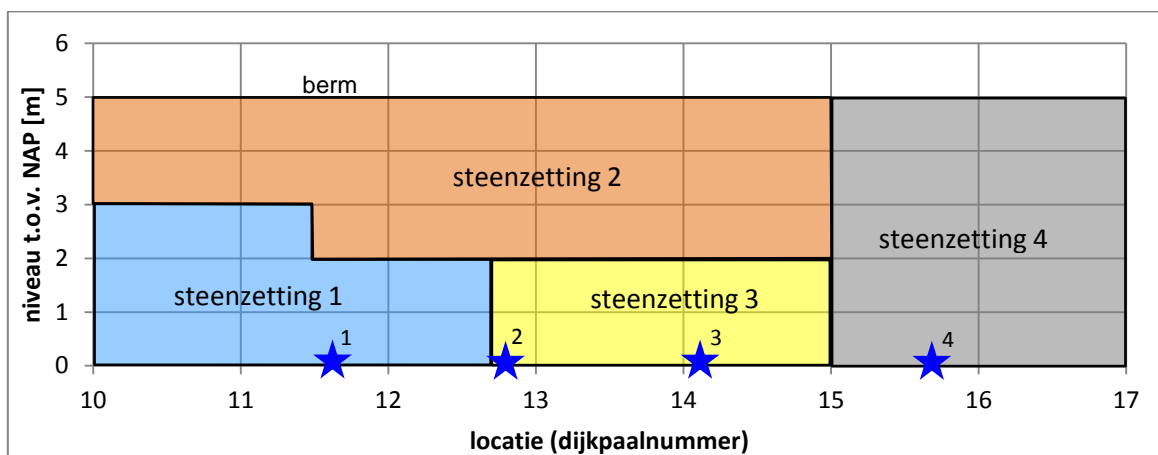 niveau t.o.v. NAP [m]
6
5
4
3
2
1
0
berm
steenzetting 2
steenzetting 4
steenzetting 1
steenzetting 3
1
2
3
4
10 11 12 13 14 15 16 17
locatie (dijkpaalnummer)